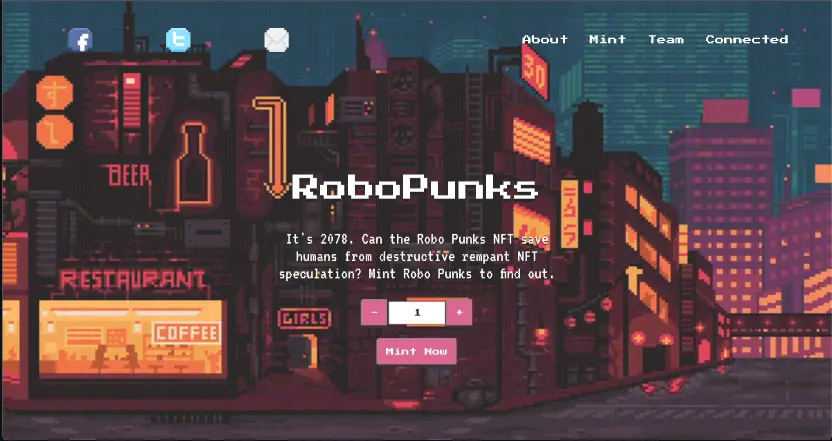 About Mint Team Connected
30
BEER
RoboPunks
It's 2078. Can the Robo Punks NFT save
humans from destructive rempant NFT
speculation? Mint Robo Punks to find out.
RESTAURANT
- 1 +
GIRLS
COFFEE
Mint Now